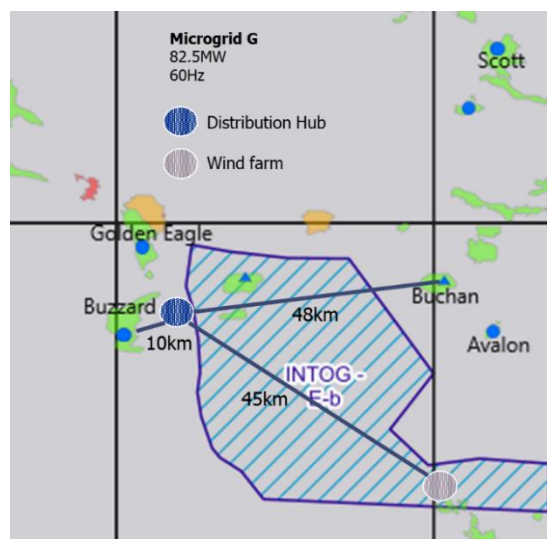 Microgrid G
82.5MW
60Hz
Distribution Hub
Wind farm
Scott
Golden Eagle
Buzzard
10km
48km
Buchan
Avalon
INTOG -
E-b
45km